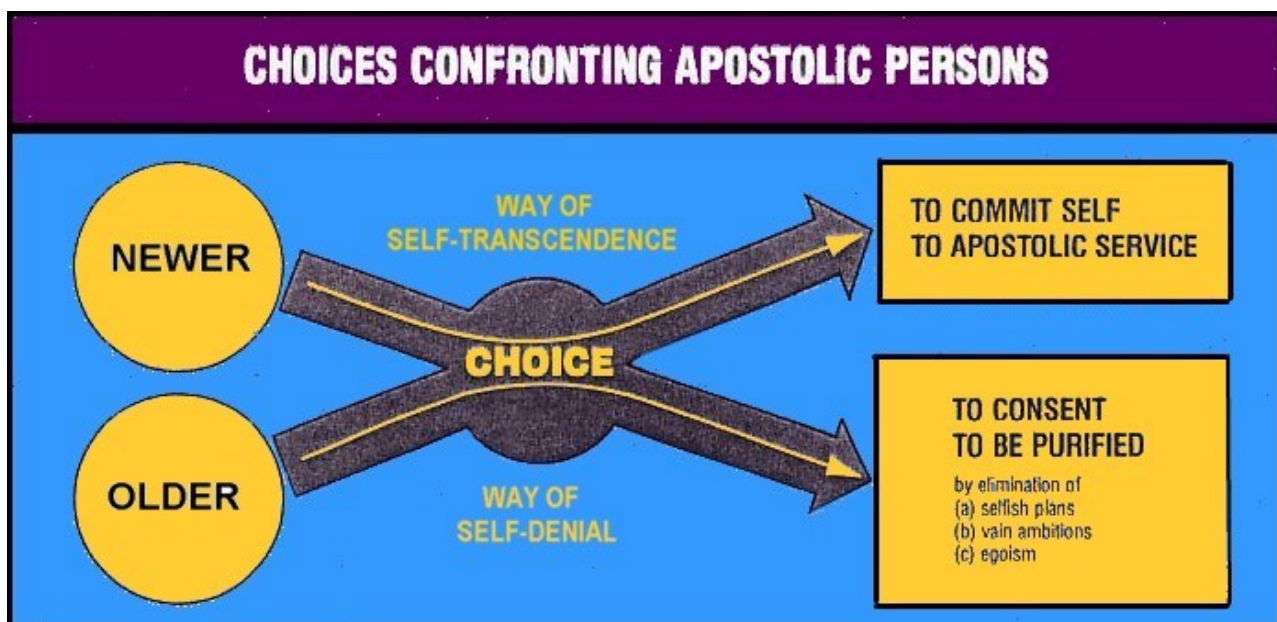 CHOICES CONFRONTING APOSTOLIC PERSONS
NEWER
OLDER
WAY OF
SELF-TRANSCENDENCE
CHOICE
WAY OF
SELF-DENIAL
TO COMMIT SELF
TO APOSTOLIC SERVICE
TO CONSENT
TO BE PURIFIED
by elimination of
(a) selfish plans
(b) vain ambitions
(c) egoism